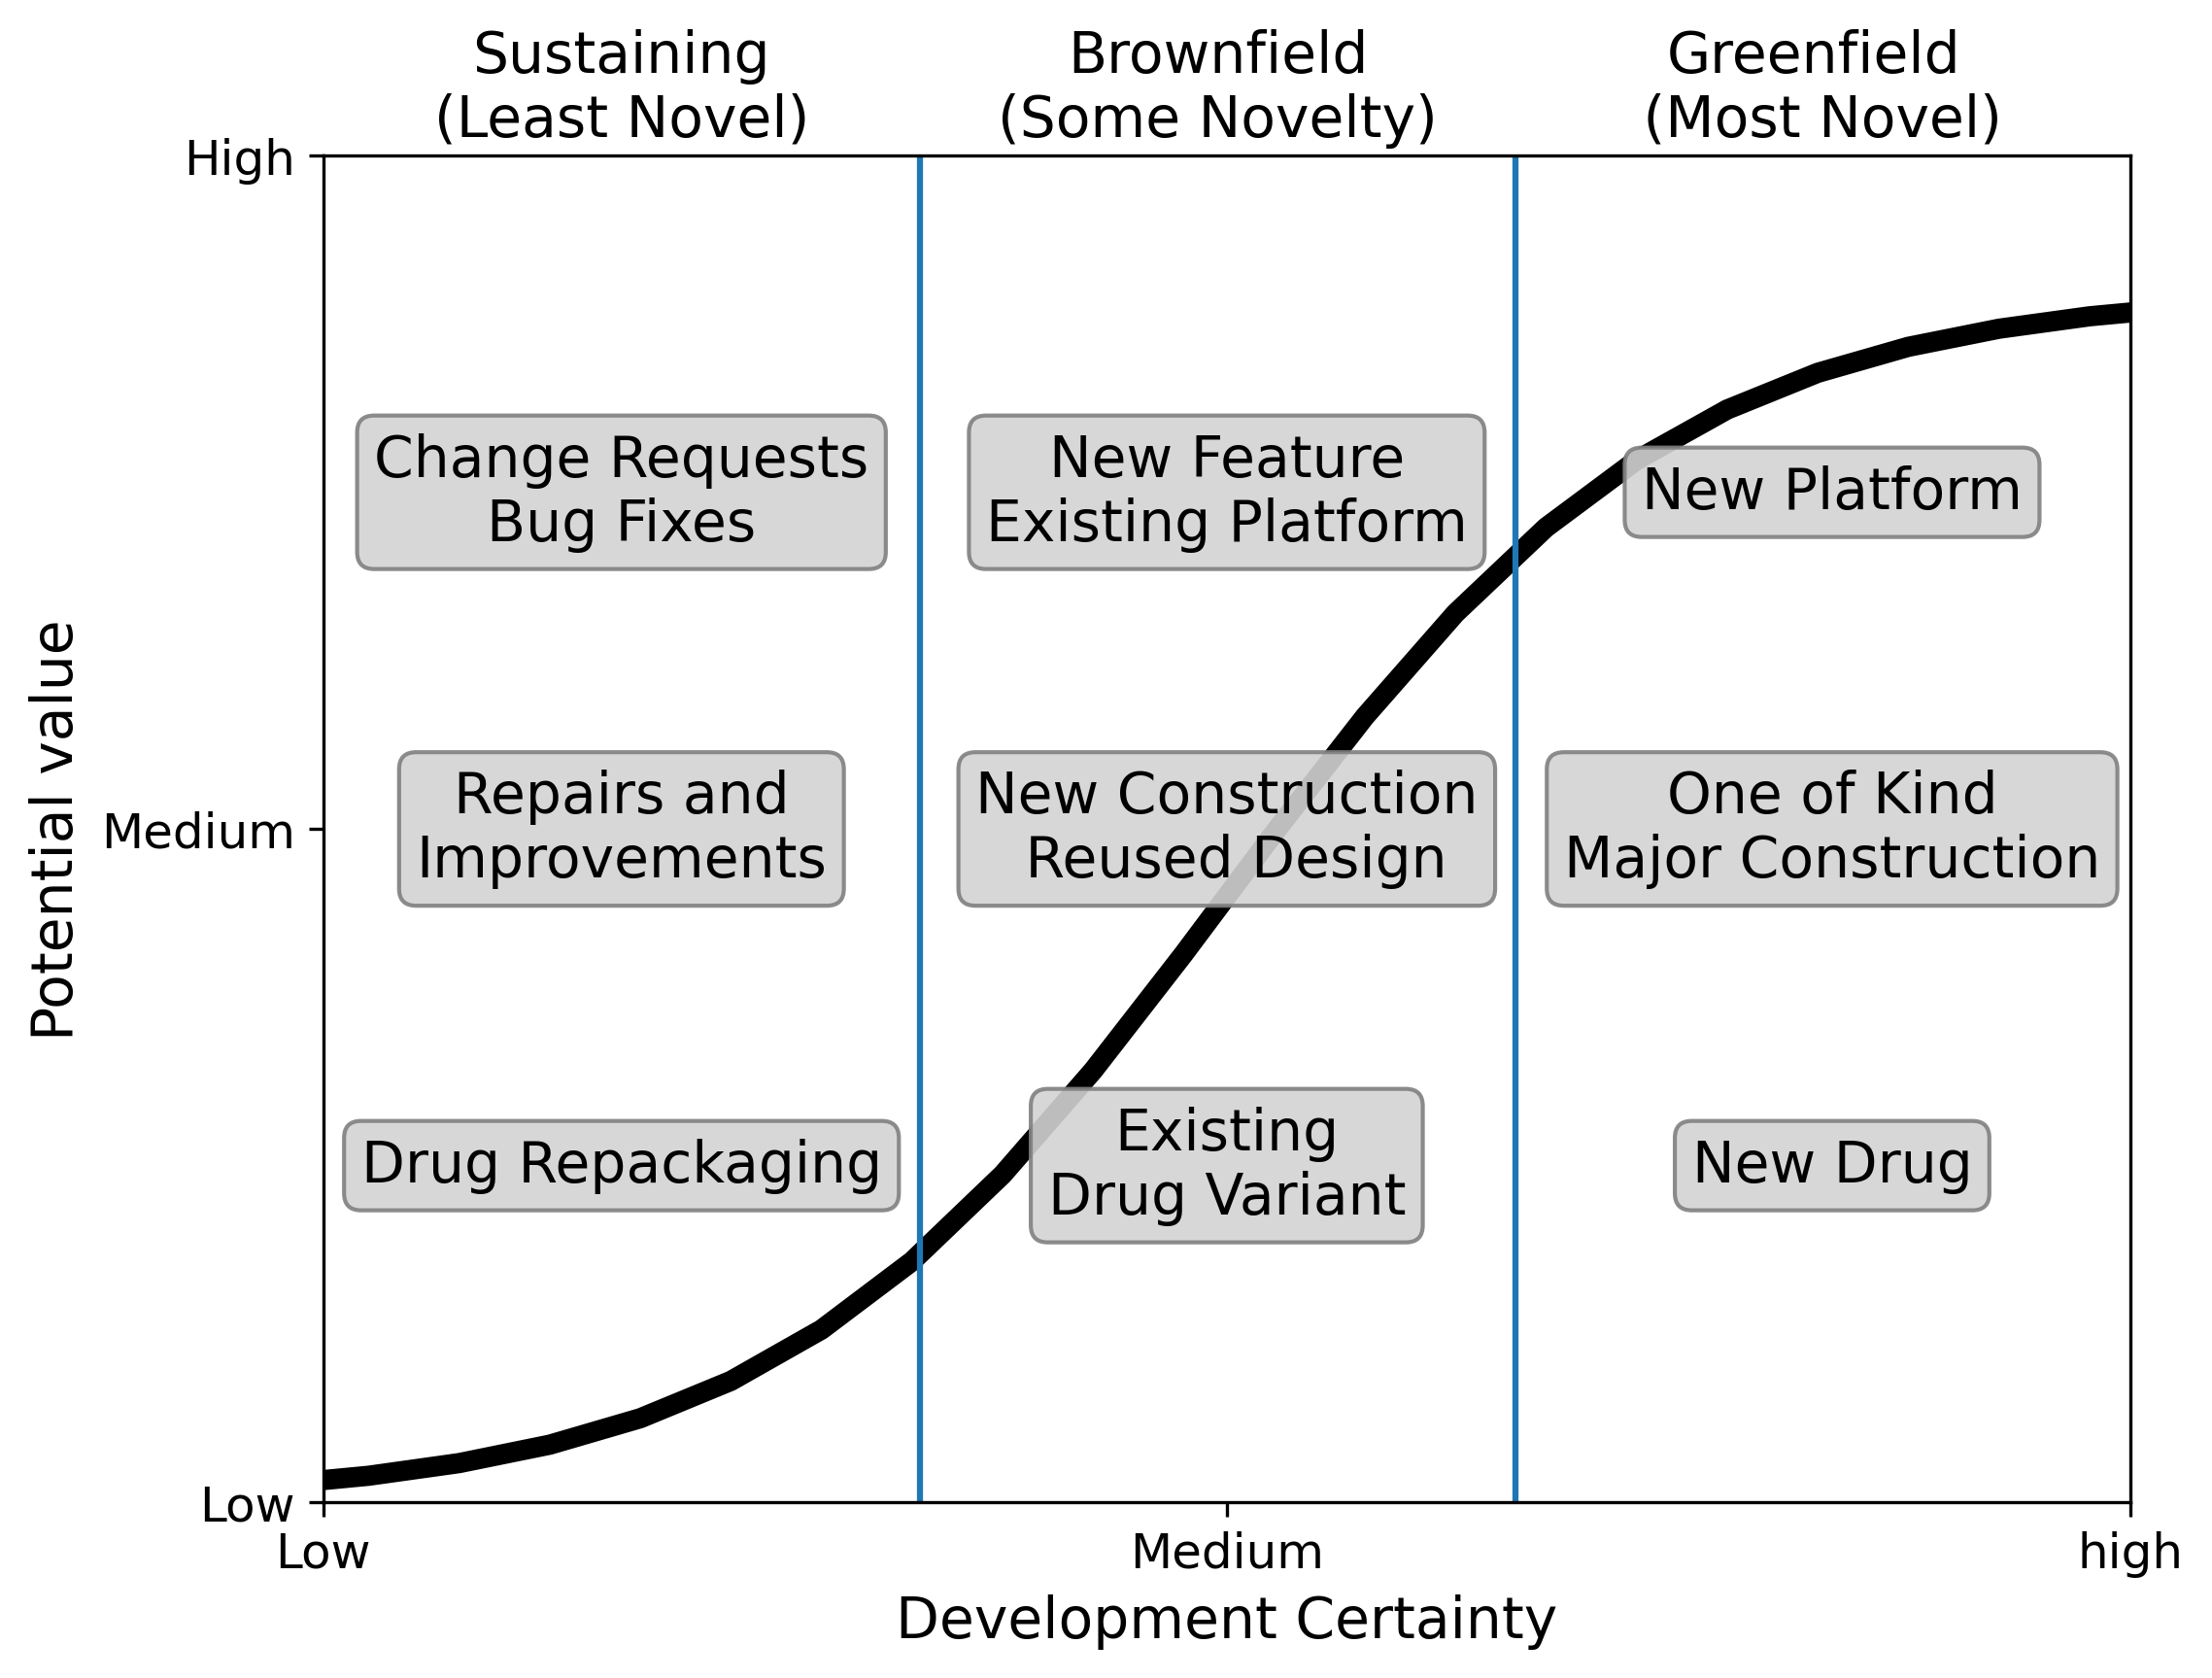 Sustaining
(Least Novel)
Brownfield
(Some Novelty)
Greenfield
(Most Novel)
High
Medium
Low
Potential value
Change Requests
Bug Fixes
New Feature
Existing Platform
New Platform
Repairs and
Improvements
New Construction
Reused Design
One of Kind
Major Construction
Drug Repackaging
Existing
Drug Variant
New Drug
Low
Medium
high
Development Certainty